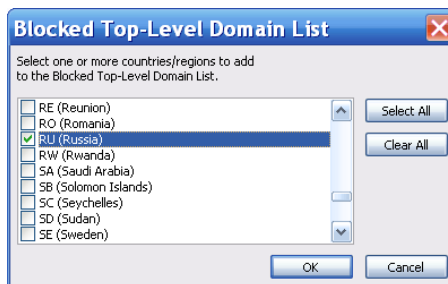 Blocked Top-Level Domain List
Select one or more countries/regions to add
to the Blocked Top-Level Domain List.
RE (Reunion)
RO (Romania)
RU (Russia)
RW (Rwanda)
SA (Saudi Arabia)
SB (Solomon Islands)
SC (Seychelles)
SD (Sudan)
SE (Sweden)
Select All
Clear All
OK
Cancel